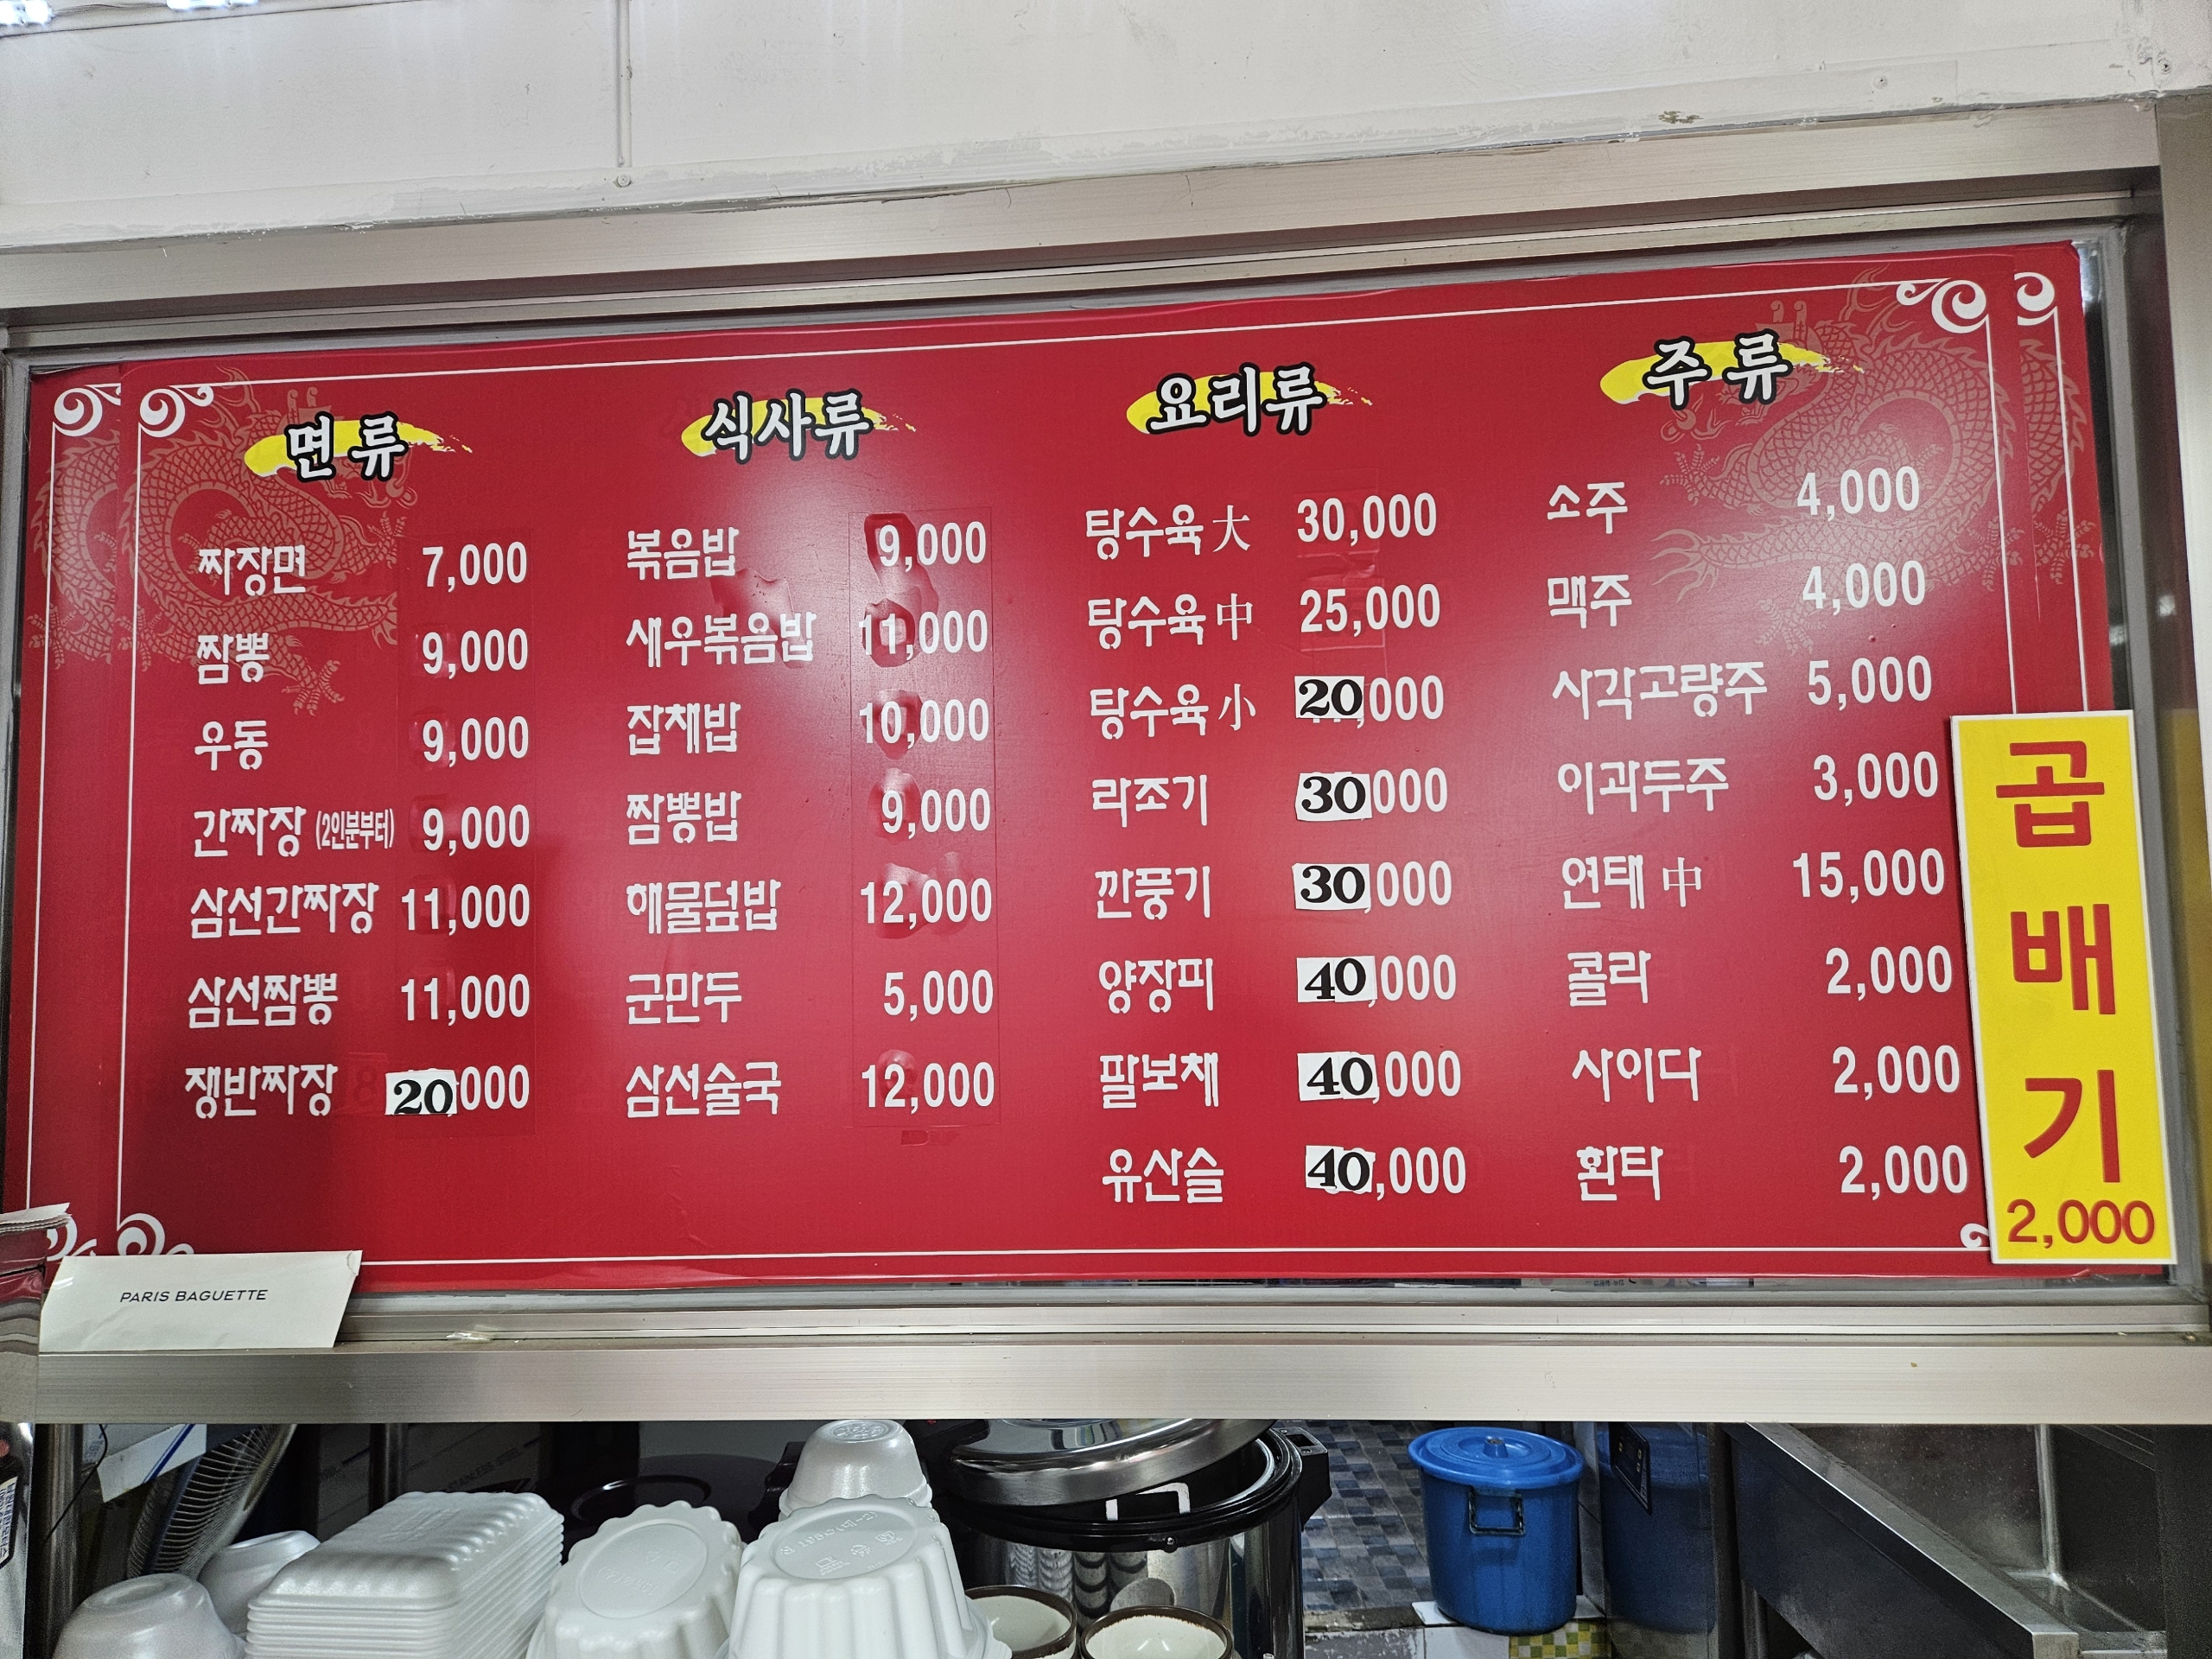 면류
짜장면 7,000
짬뽕 9,000
우동 9,000
간짜장 (2인분부터) 9,000
삼선간짜장 11,000
삼선짬뽕 11,000
쟁반짜장 20,000
식사류
볶음밥 9,000
새우볶음밥 11,000
잡채밥 10,000
짬뽕밥 9,000
해물덮밥 12,000
군만두 5,000
삼선술국 12,000
요리류
탕수육 大 30,000
탕수육 中 25,000
탕수육 小 20,000
라조기 30,000
깐풍기 30,000
양장피 40,000
팔보채 40,000
유산슬 40,000
주류
소주 4,000
맥주 4,000
사각고량주 5,000
이과두주 3,000
연태 中 15,000
콜라 2,000
사이다 2,000
환타 2,000
곱
배
기
2,000
PARIS BAGUETTE